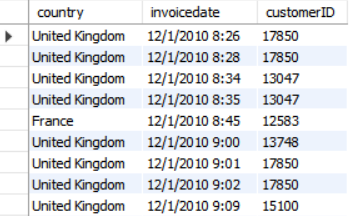 country invoicedate customerID
United Kingdom 12/1/2010 8:26 17850
United Kingdom 12/1/2010 8:28 17850
United Kingdom 12/1/2010 8:34 13047
United Kingdom 12/1/2010 8:35 13047
France 12/1/2010 8:45 12583
United Kingdom 12/1/2010 9:00 13748
United Kingdom 12/1/2010 9:01 17850
United Kingdom 12/1/2010 9:02 17850
United Kingdom 12/1/2010 9:09 15100